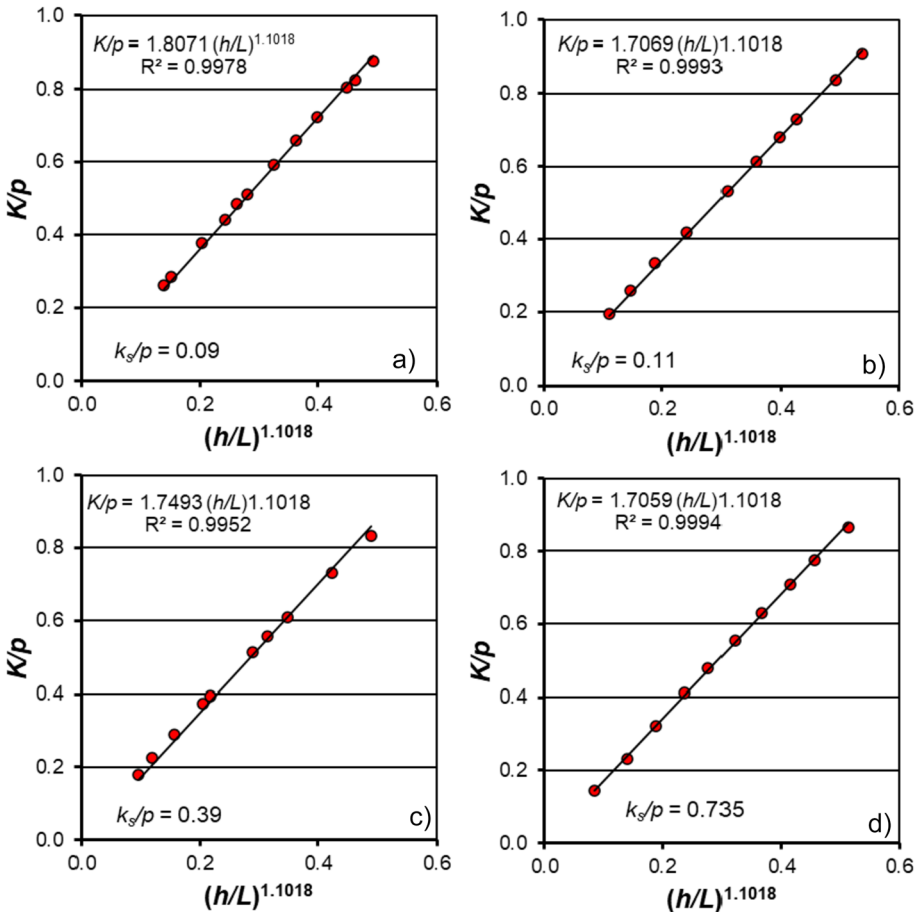 1.0
K/p = 1.8071 (h/L)^1.1018
R² = 0.9978
0.8
0.6
K/p
0.4
0.2
k_s/p = 0.09
a)
0.0
0.0 0.2 0.4 0.6
(h/L)^1.1018
1.0
K/p = 1.7069 (h/L)1.1018
R² = 0.9993
0.8
0.6
K/p
0.4
0.2
k_s/p = 0.11
b)
0.0
0.0 0.2 0.4 0.6
(h/L)^1.1018
1.0
K/p = 1.7493 (h/L)1.1018
R² = 0.9952
0.8
0.6
K/p
0.4
0.2
k_s/p = 0.39
c)
0.0
0.0 0.2 0.4 0.6
(h/L)^1.1018
1.0
K/p = 1.7059 (h/L)1.1018
R² = 0.9994
0.8
0.6
K/p
0.4
0.2
k_s/p = 0.735
d)
0.0
0.0 0.2 0.4 0.6
(h/L)^1.1018